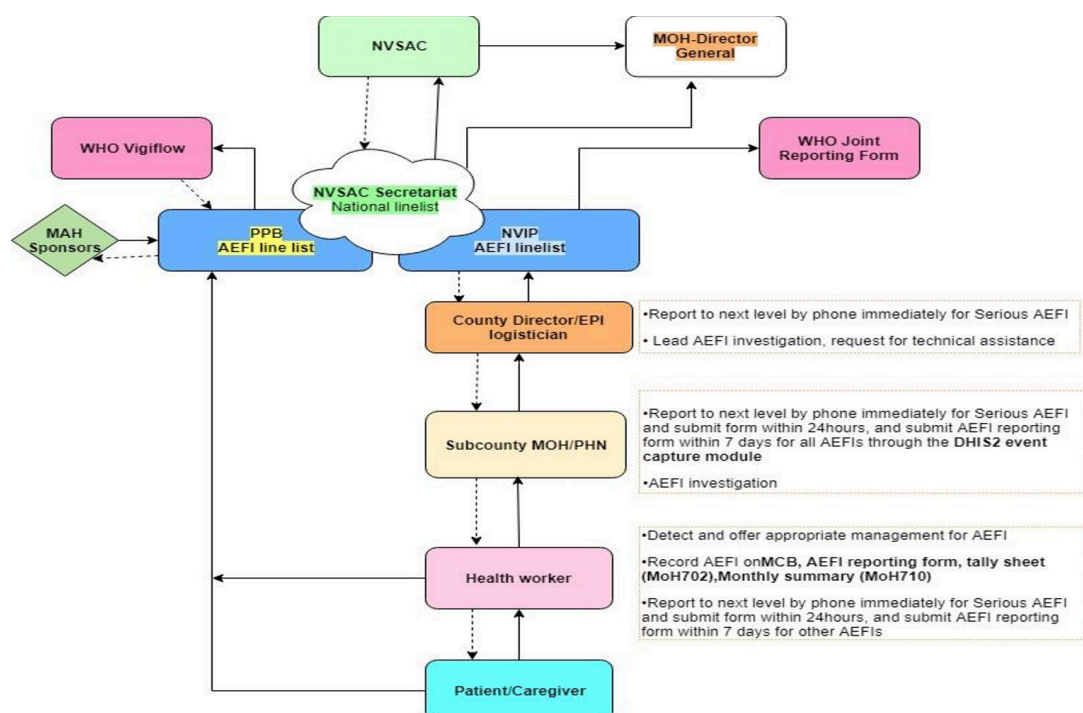 NVSAC
MOH-Director
General
WHO Vigiflow
WHO Joint
Reporting Form
NVSAC Secretariat
National linelist
MAH
Sponsors
PPB
AEFI line list
NVIP
AEFI linelist
County Director/EPI
logistician
•Report to next level by phone immediately for Serious AEFI
• Lead AEFI investigation, request for technical assistance
Subcounty MOH/PHN
•Report to next level by phone immediately for Serious AEFI
and submit form within 24hours, and submit AEFI reporting
form within 7 days for all AEFIs through the DHIS2 event
capture module
•AEFI investigation
Health worker
•Detect and offer appropriate management for AEFI
•Record AEFI onMCB, AEFI reporting form, tally sheet
(MoH702),Monthly summary (MoH710)
•Report to next level by phone immediately for Serious AEFI
and submit form within 24hours, and submit AEFI reporting
form within 7 days for other AEFIs
Patient/Caregiver